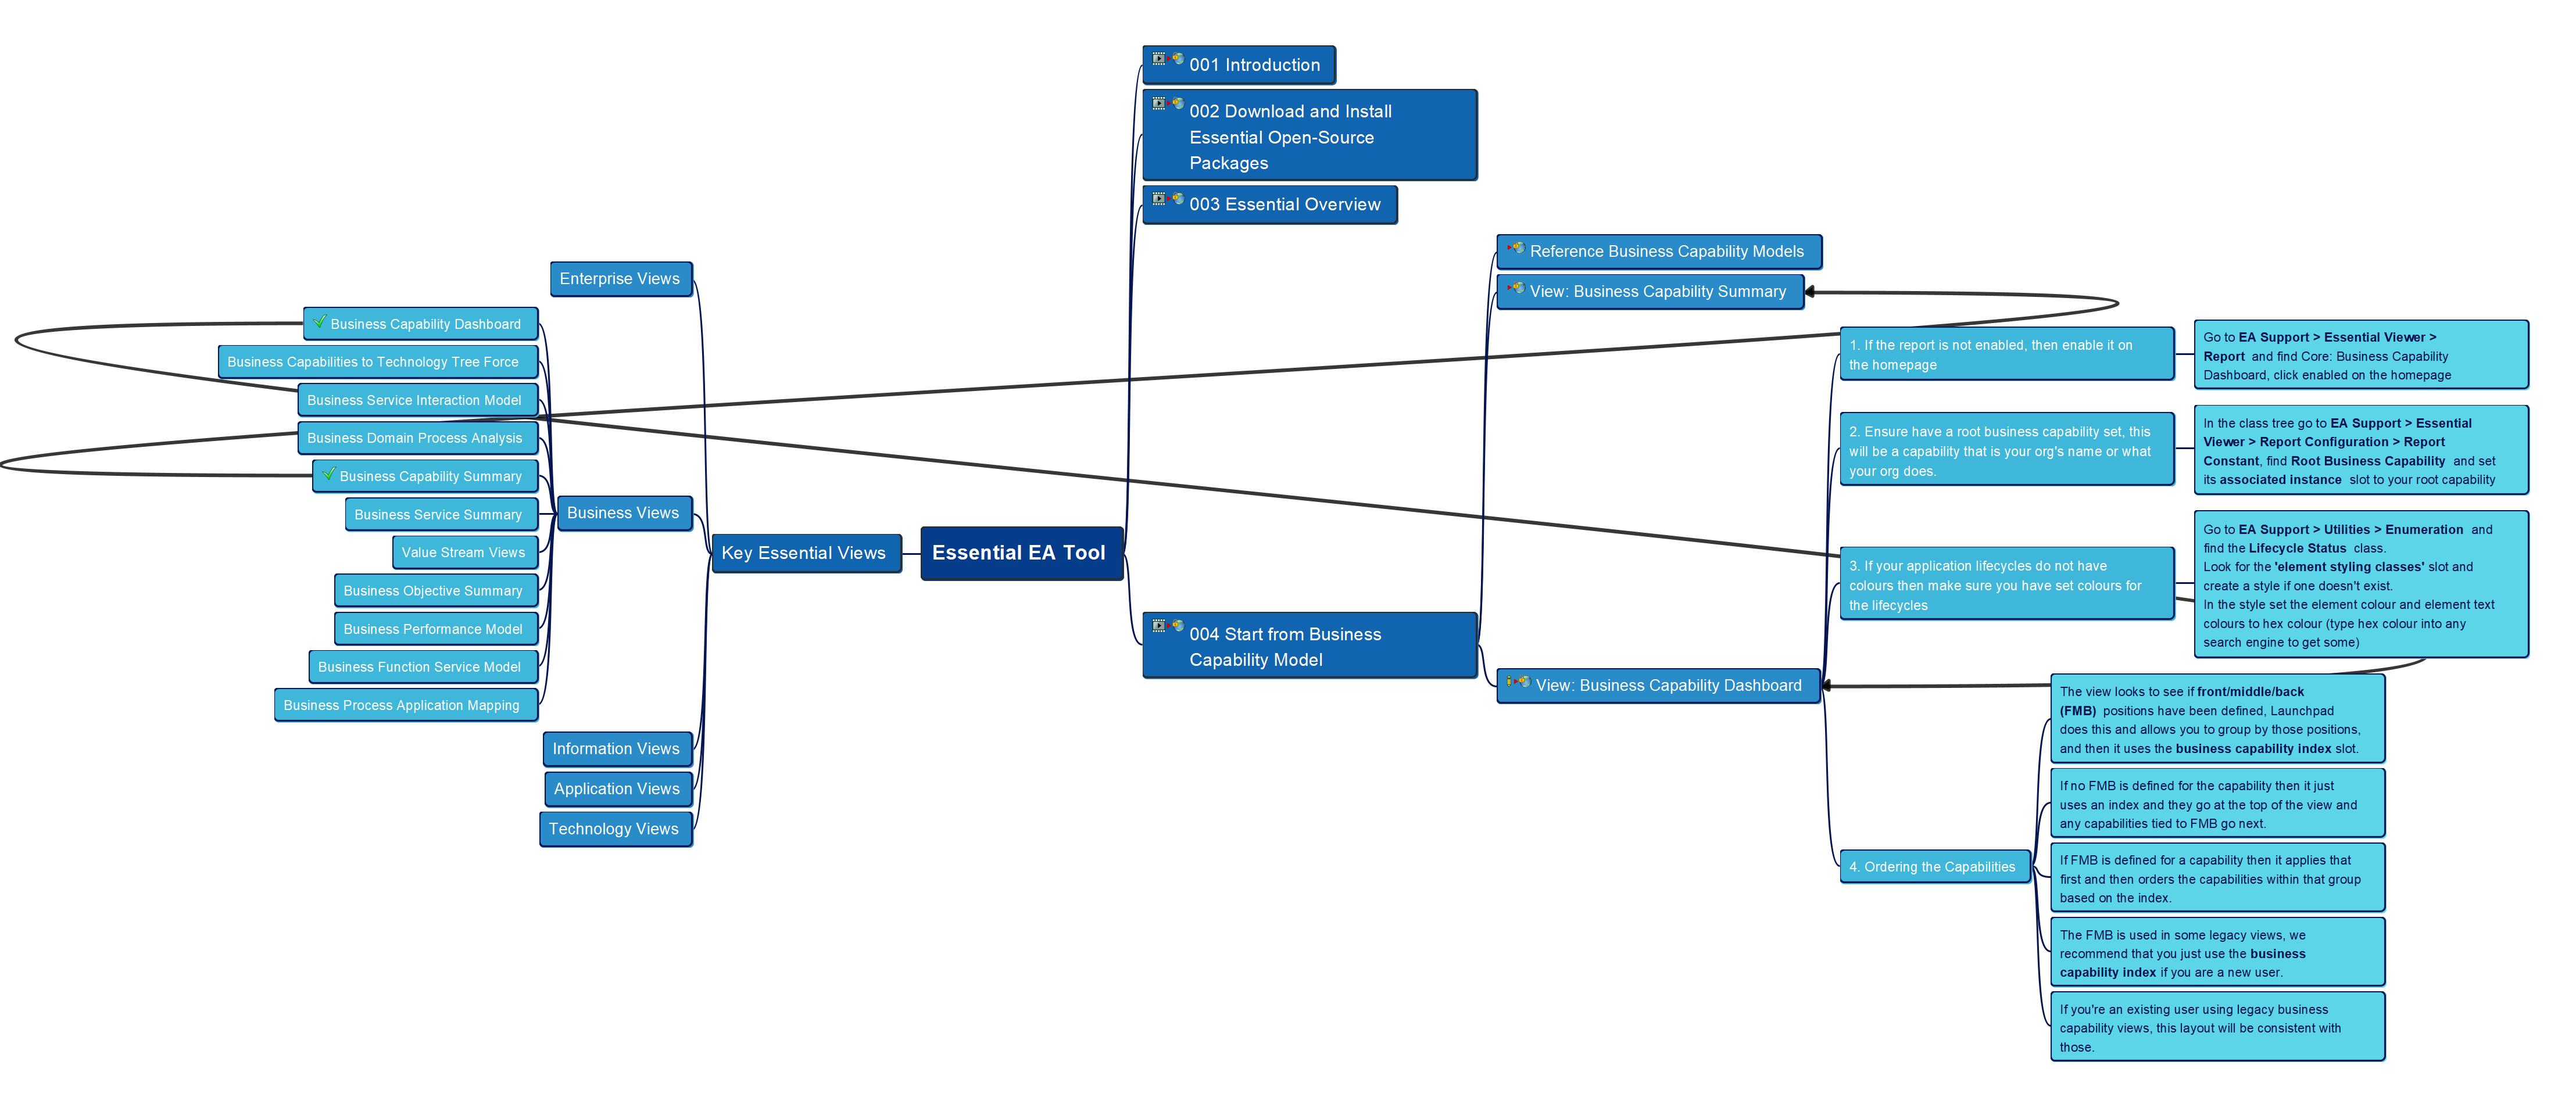 Essential EA Tool
001 Introduction
002 Download and Install
Essential Open-Source
Packages
003 Essential Overview
004 Start from Business
Capability Model
Reference Business Capability Models
View: Business Capability Summary
View: Business Capability Dashboard
1. If the report is not enabled, then enable it on
the homepage
Go to EA Support > Essential Viewer >
Report and find Core: Business Capability
Dashboard, click enabled on the homepage
2. Ensure have a root business capability set, this
will be a capability that is your org's name or what
your org does.
In the class tree go to EA Support > Essential
Viewer > Report Configuration > Report
Constant, find Root Business Capability and set
its associated instance slot to your root capability
3. If your application lifecycles do not have
colours then make sure you have set colours for
the lifecycles
Go to EA Support > Utilities > Enumeration and
find the Lifecycle Status class.
Look for the 'element styling classes' slot and
create a style if one doesn't exist.
In the style set the element colour and element text
colours to hex colour (type hex colour into any
search engine to get some)
4. Ordering the Capabilities
The view looks to see if front/middle/back
(FMB) positions have been defined, Launchpad
does this and allows you to group by those positions,
and then it uses the business capability index slot.
If no FMB is defined for the capability then it just
uses an index and they go at the top of the view and
any capabilities tied to FMB go next.
If FMB is defined for a capability then it applies that
first and then orders the capabilities within that group
based on the index.
The FMB is used in some legacy views, we
recommend that you just use the business
capability index if you are a new user.
If you're an existing user using legacy business
capability views, this layout will be consistent with
those.
Key Essential Views
Enterprise Views
Business Views
Business Capability Dashboard
Business Capabilities to Technology Tree Force
Business Service Interaction Model
Business Domain Process Analysis
Business Capability Summary
Business Service Summary
Value Stream Views
Business Objective Summary
Business Performance Model
Business Function Service Model
Business Process Application Mapping
Information Views
Application Views
Technology Views